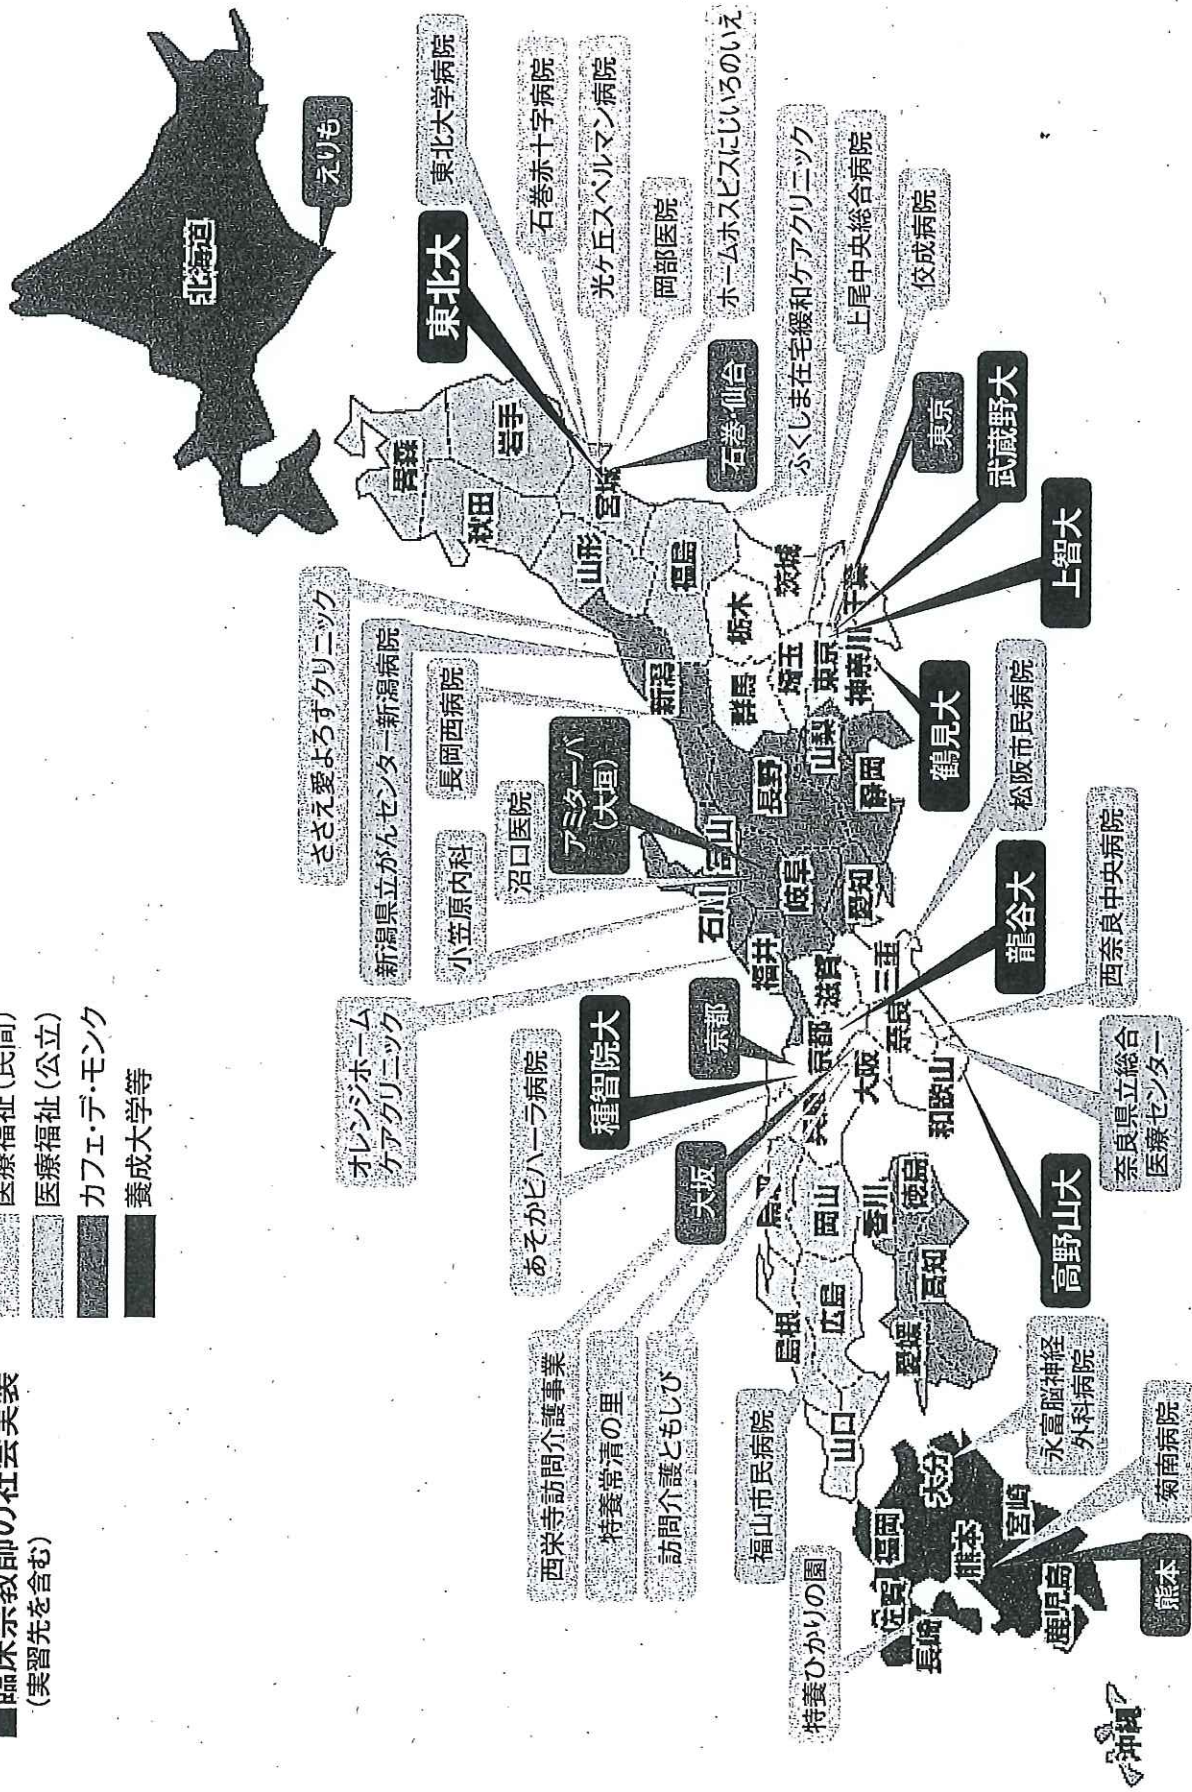 ■臨床宗教師の社会実装
(実習先を含む)
医療福祉(民間)
医療福祉(公立)
カフェ・デ・モンク
養成大学等
北海道
えりも
東北大学病院
石巻赤十字病院
光ヶ丘スペルマン病院
岡部医院
ホームホスピスにじいろのいえ
ふくしま在宅緩和ケアクリニック
上尾中央総合病院
佼成病院
東北大
石巻・仙台
東京
武蔵野大
上智大
鶴見大
松阪市民病院
龍谷大
西奈良中央病院
奈良県立総合
医療センター
高野山大
ささえ愛よろずクリニック
新潟県立がんセンター新潟病院
長岡西病院
アミターバ
(大垣)
沼口医院
小笠原内科
オレンジホーム
ケアクリニック
種智院大
京都
あそかビハーラ病院
大阪
西栄寺訪問介護事業
特養常清の里
訪問介護ともしび
福山市民病院
特養ひかりの園
永冨脳神経
外科病院
菊南病院
熊本
青森
岩手
秋田
宮城
山形
福島
新潟
栃木
茨城
群馬
埼玉
東京
千葉
神奈川
山梨
長野
静岡
富山
石川
岐阜
愛知
福井
滋賀
三重
京都
奈良
大阪
和歌山
岡山
香川
徳島
島根
広島
高知
愛媛
山口
大分
福岡
佐賀
長崎
熊本
宮崎
鹿児島
沖縄